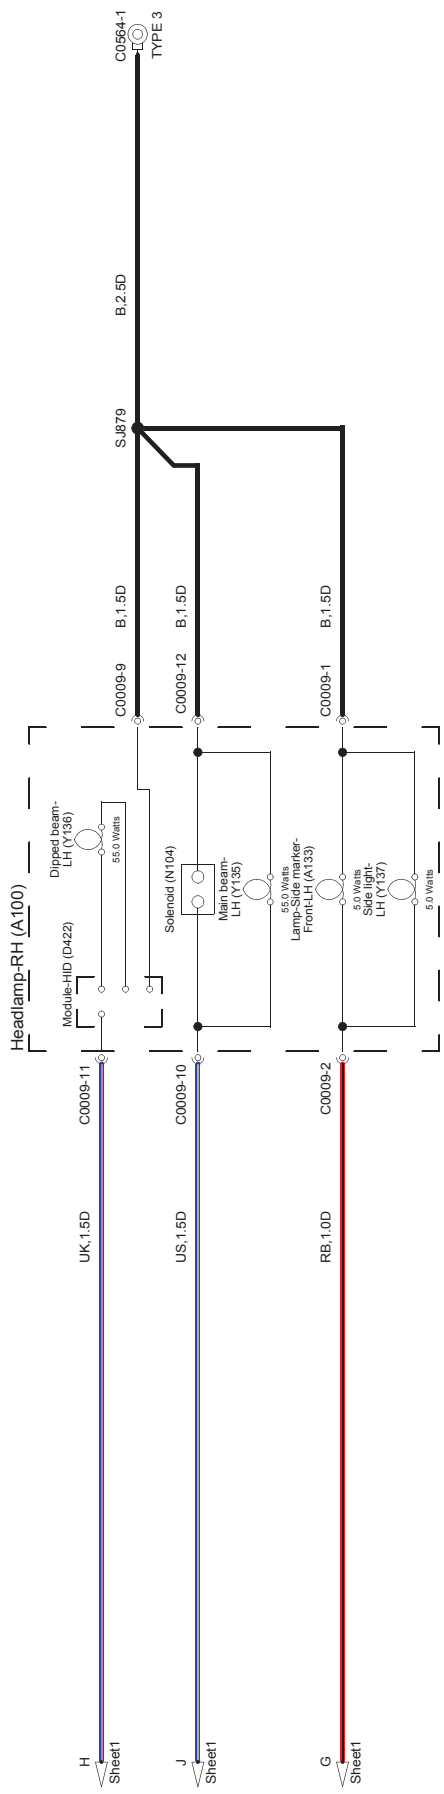 Headlamp-RH (A100)
H
Sheet1
UK,1.5D
C0009-11
Module-HID (D422)
Dipped beam-
LH (Y136)
55.0 Watts
C0009-9
B,1.5D
SJ879
B,2.5D
C0564-1
TYPE 3
J
Sheet1
US,1.5D
C0009-10
Solenoid (N104)
Main beam-
LH (Y135)
55.0 Watts
C0009-12
B,1.5D
G
Sheet1
RB,1.0D
C0009-2
Lamp-Side marker-
Front-LH (A133)
5.0 Watts
Side light-
LH (Y137)
5.0 Watts
C0009-1
B,1.5D